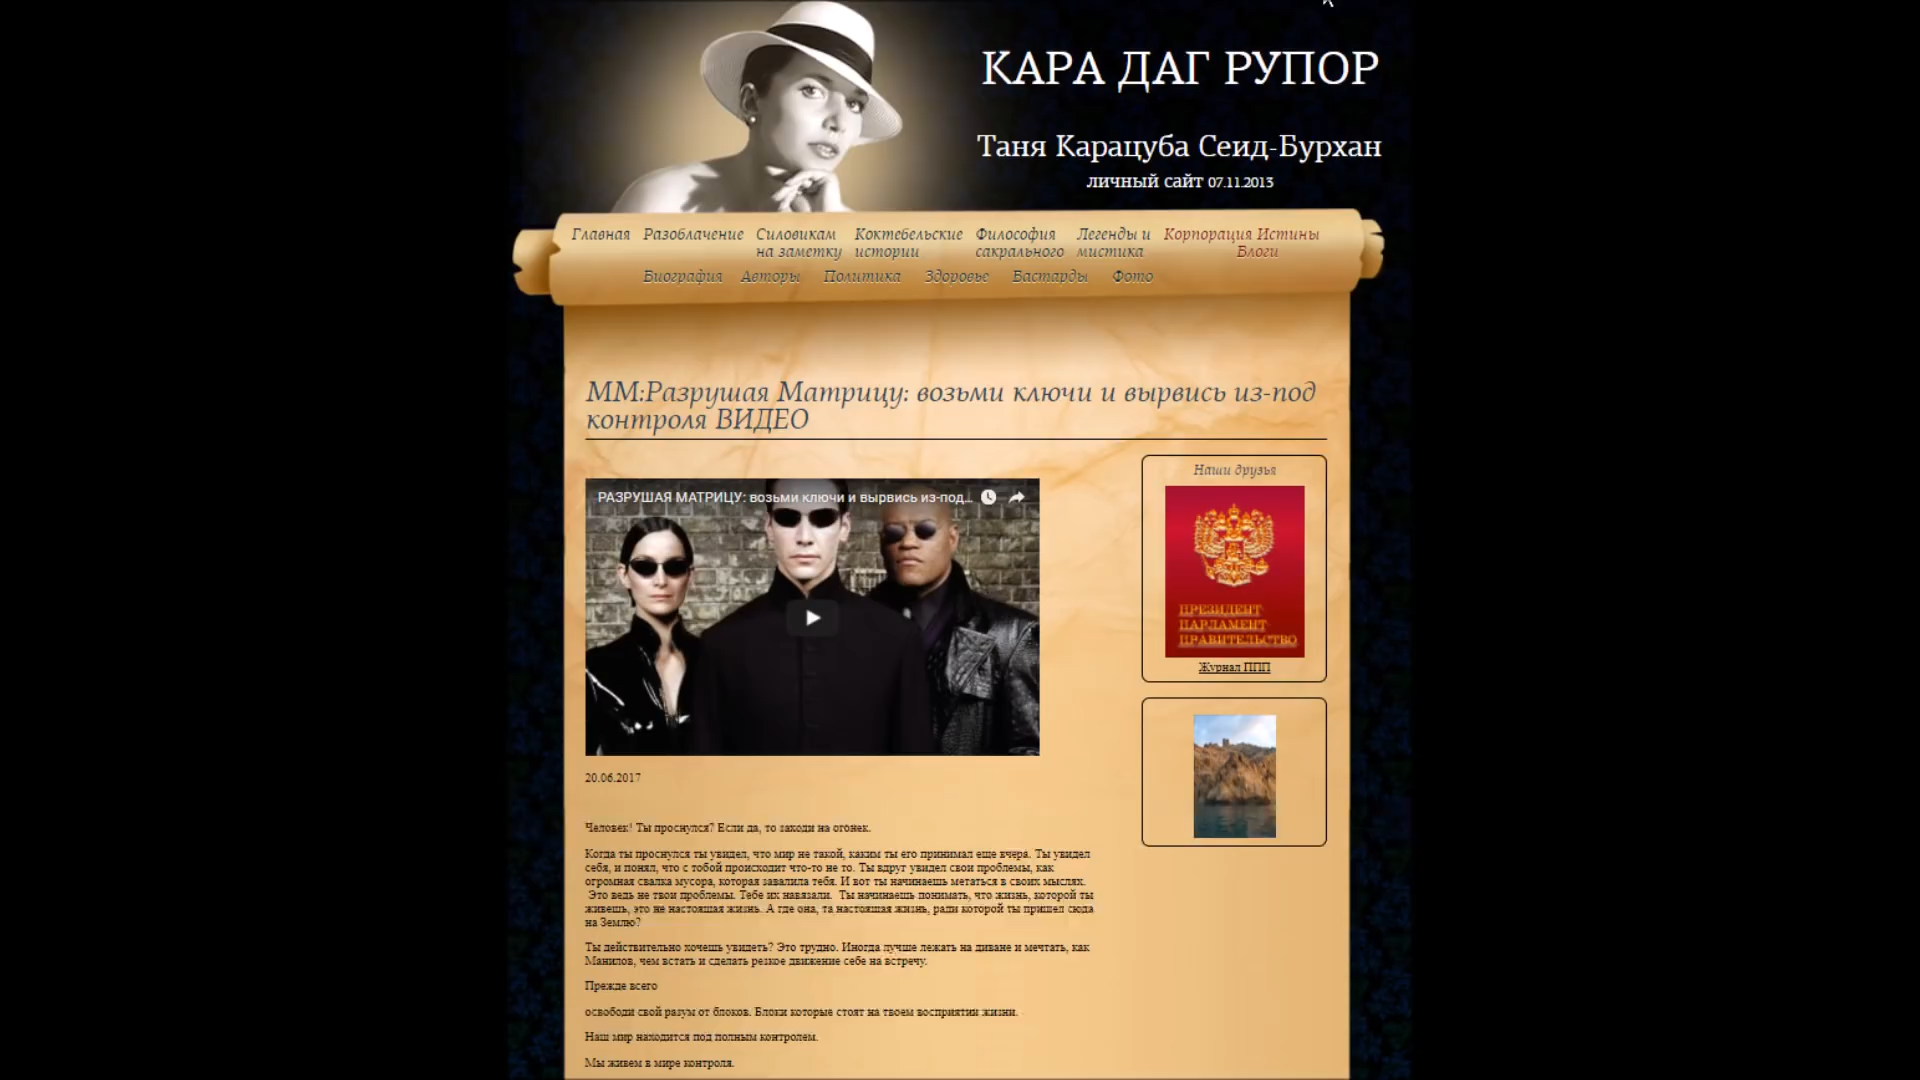 КАРА ДАГ РУПОР
Таня Карацуба Сеид-Бурхан
личный сайт 07.11.2013
Главная Разоблачение Силовикам на заметку Коктебельские истории Философия сакрального Легенды и мистика Корпорация Истины Блоги
Биография Авторы Политика Здоровье Бастарды Фото
ММ:Разрушая Матрицу: возьми ключи и вырвись из-под
контроля ВИДЕО
РАЗРУШАЯ МАТРИЦУ: возьми ключи и вырвись из-под...
20.06.2017
Человек! Ты проснулся? Если да, то заходи на огонек.
Когда ты проснулся ты увидел, что мир не такой, каким ты его принимал еще вчера. Ты увидел
себя, и понял, что с тобой происходит что-то не то. Ты вдруг увидел свои проблемы, как
огромная свалка мусора, которая завалила тебя. И вот ты начинаешь метаться в своих мыслях.
Это ведь не твои проблемы. Тебе их навязали. Ты начинаешь понимать, что жизнь, которой ты
живешь, это не настоящая жизнь. А где она, та настоящая жизнь, ради которой ты пришел сюда
на Землю?
Ты действительно хочешь увидеть? Это трудно. Иногда лучше лежать на диване и мечтать, как
Манилов, чем встать и сделать резкое движение себе на встречу.
Прежде всего
освободи свой разум от блоков. Блоки которые стоят на твоем восприятии жизни.
Наш мир находится под полным контролем.
Мы живем в мире контроля.
Наши друзья
ПРЕЗИДЕНТ
ПАРЛАМЕНТ
ПРАВИТЕЛЬСТВО
Журнал ППП